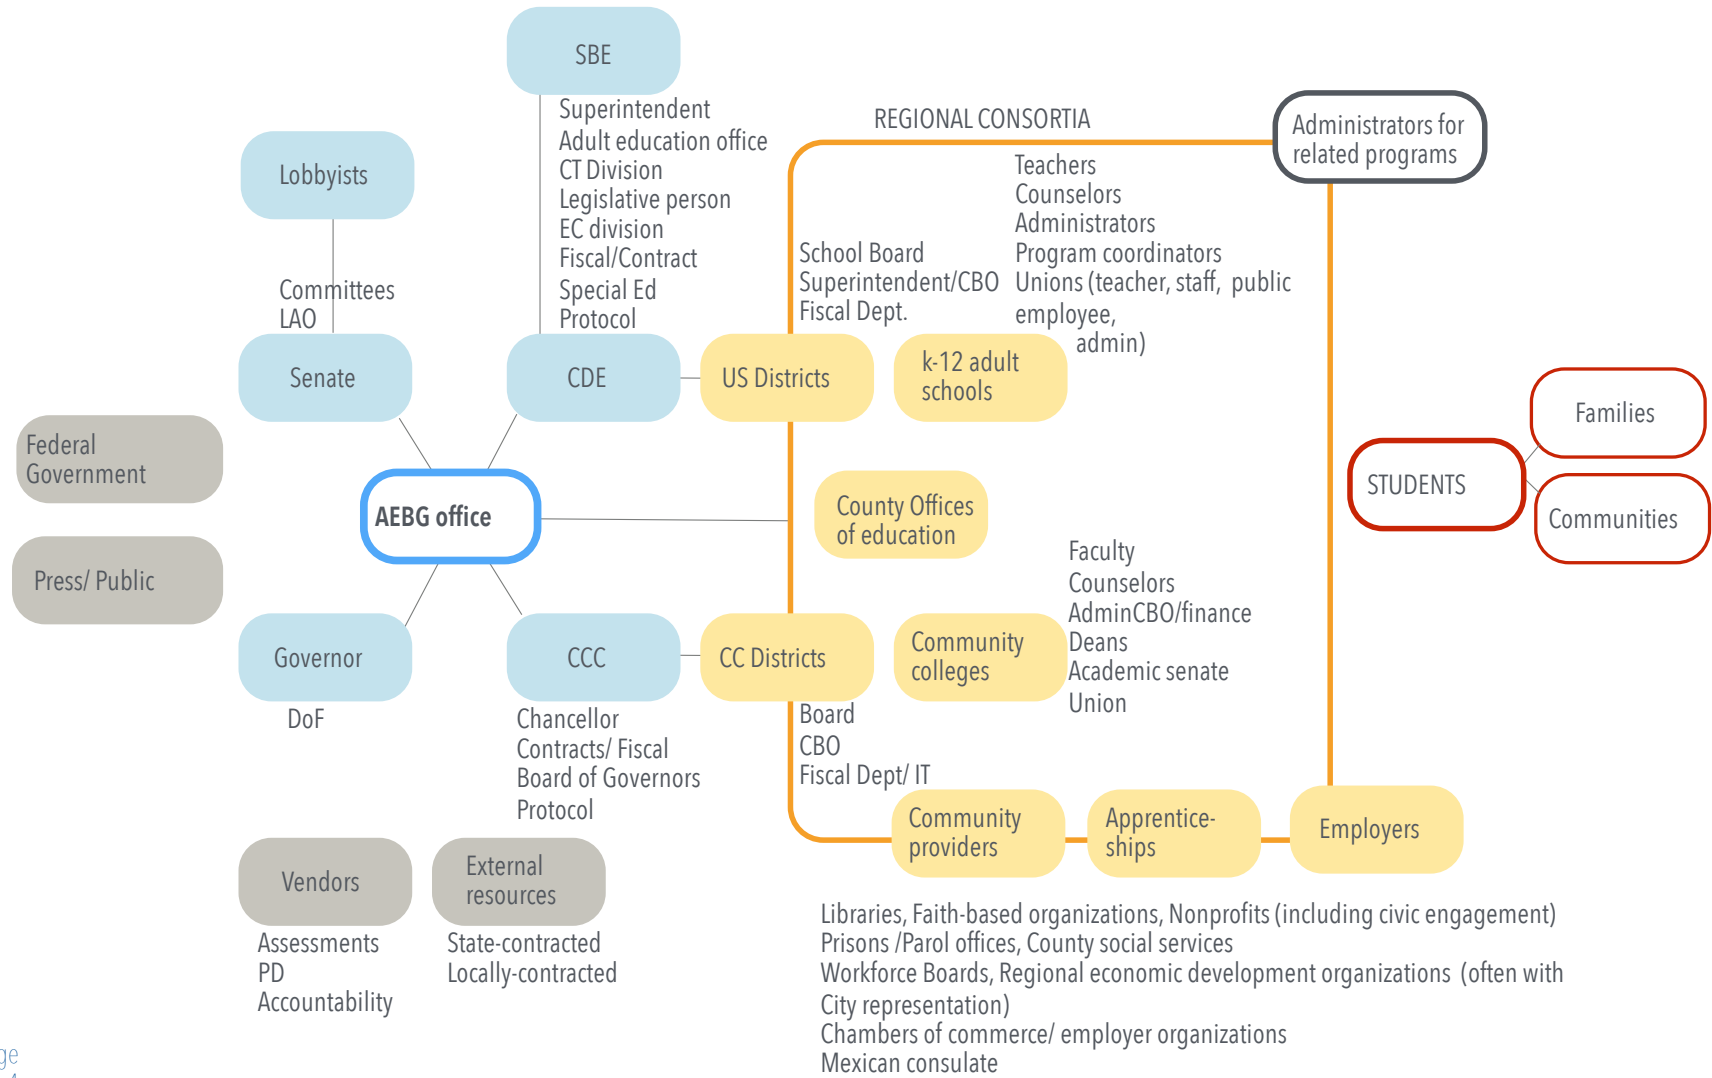 SBE
Superintendent
Adult education office
CT Division
Legislative person
EC division
Fiscal/Contract
Special Ed
Protocol
Lobbyists
Committees
LAO
Senate
CDE
REGIONAL CONSORTIA
Administrators for
related programs
Teachers
Counselors
Administrators
Program coordinators
Unions (teacher, staff, public
employee,
admin)
School Board
Superintendent/CBO
Fiscal Dept.
US Districts
k-12 adult
schools
Families
STUDENTS
Communities
Federal
Government
AEBG office
County Offices
of education
Press/ Public
Faculty
Counselors
AdminCBO/finance
Deans
Academic senate
Union
Governor
DoF
CCC
Chancellor
Contracts/ Fiscal
Board of Governors
Protocol
CC Districts
Board
CBO
Fiscal Dept/ IT
Community
colleges
Community
providers
Apprentice-
ships
Employers
Vendors
Assessments
PD
Accountability
External
resources
State-contracted
Locally-contracted
Libraries, Faith-based organizations, Nonprofits (including civic engagement)
Prisons /Parol offices, County social services
Workforce Boards, Regional economic development organizations (often with
City representation)
Chambers of commerce/ employer organizations
Mexican consulate
ge